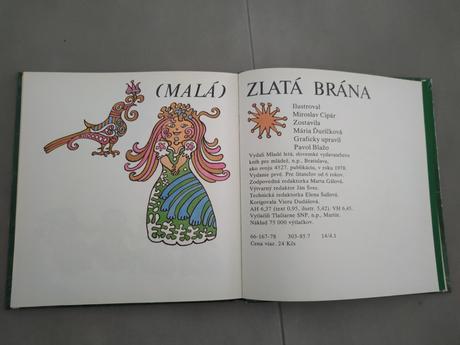 (MALÁ) ZLATÁ BRÁNA
Ilustroval
Miroslav Cipár
Zostavila
Mária Ďuríčková
Graficky upravil
Pavol Blažo
Vydali Mladé letá, slovenské vydavateľstvo
kníh pre mládež, n.p., Bratislava,
ako svoju 4527. publikáciu, v roku 1978.
Vydanie prvé. Pre čitateľov od 6 rokov.
Zodpovedná redaktorka Marta Gálová.
Výtvarný redaktor Ján Švec.
Technická redaktorka Elena Šallová.
Korigovala Viera Dudášová.
AH 6,37 (text 0,95, ilustr. 5,42). VH 6,45.
Vytlačili Tlačiarne SNP, n.p., Martin.
Náklad 75 000 výtlačkov.
66-167-78 303-85.7 14/4.1
Cena viaz. 24 Kčs